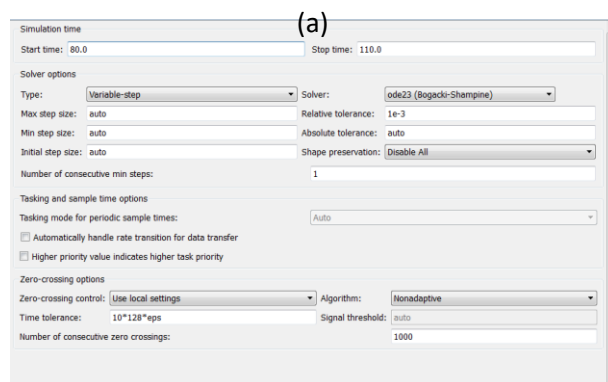 (a)
Simulation time
Start time: 80.0 Stop time: 110.0
Solver options
Type: Variable-step Solver: ode23 (Bogacki-Shampine)
Max step size: auto Relative tolerance: 1e-3
Min step size: auto Absolute tolerance: auto
Initial step size: auto Shape preservation: Disable All
Number of consecutive min steps: 1
Tasking and sample time options
Tasking mode for periodic sample times: Auto
Automatically handle rate transition for data transfer
Higher priority value indicates higher task priority
Zero-crossing options
Zero-crossing control: Use local settings Algorithm: Nonadaptive
Time tolerance: 10*128*eps Signal threshold: auto
Number of consecutive zero crossings: 1000